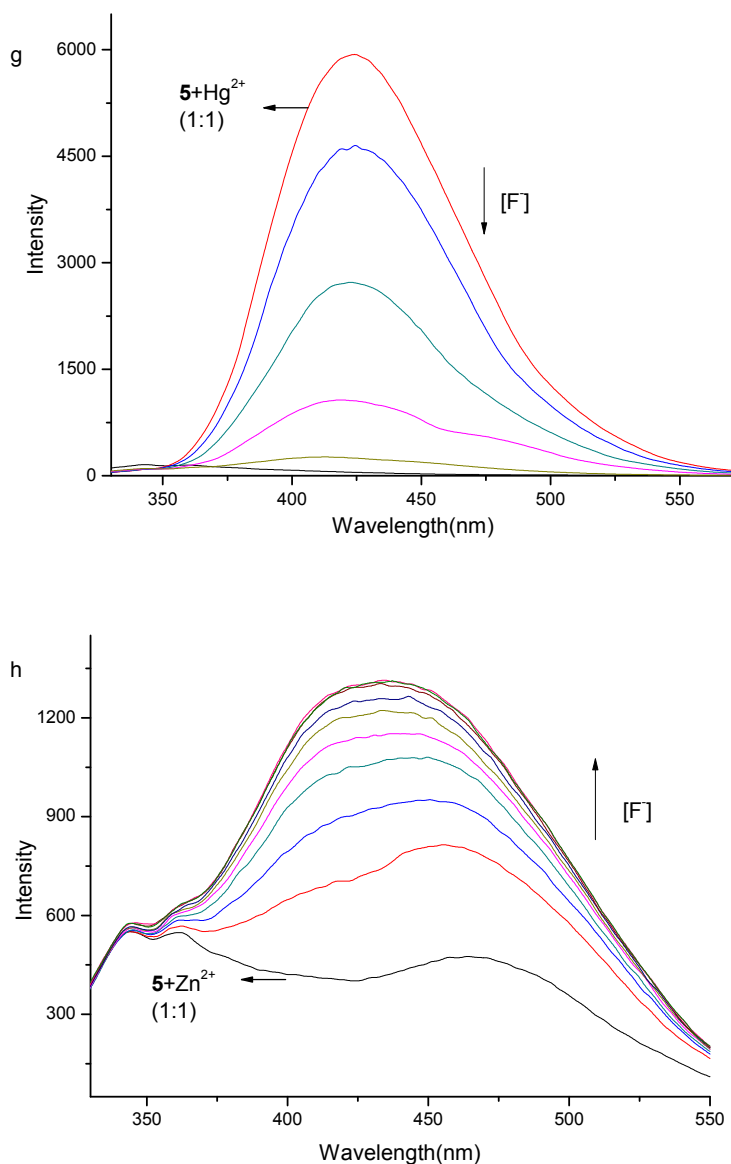 g
6000
5+Hg²⁺
(1:1)
4500
[F⁻]
3000
1500
0
Intensity
350 400 450 500 550
Wavelength(nm)
h
1200
[F⁻]
900
600
5+Zn²⁺
(1:1)
300
Intensity
350 400 450 500 550
Wavelength(nm)